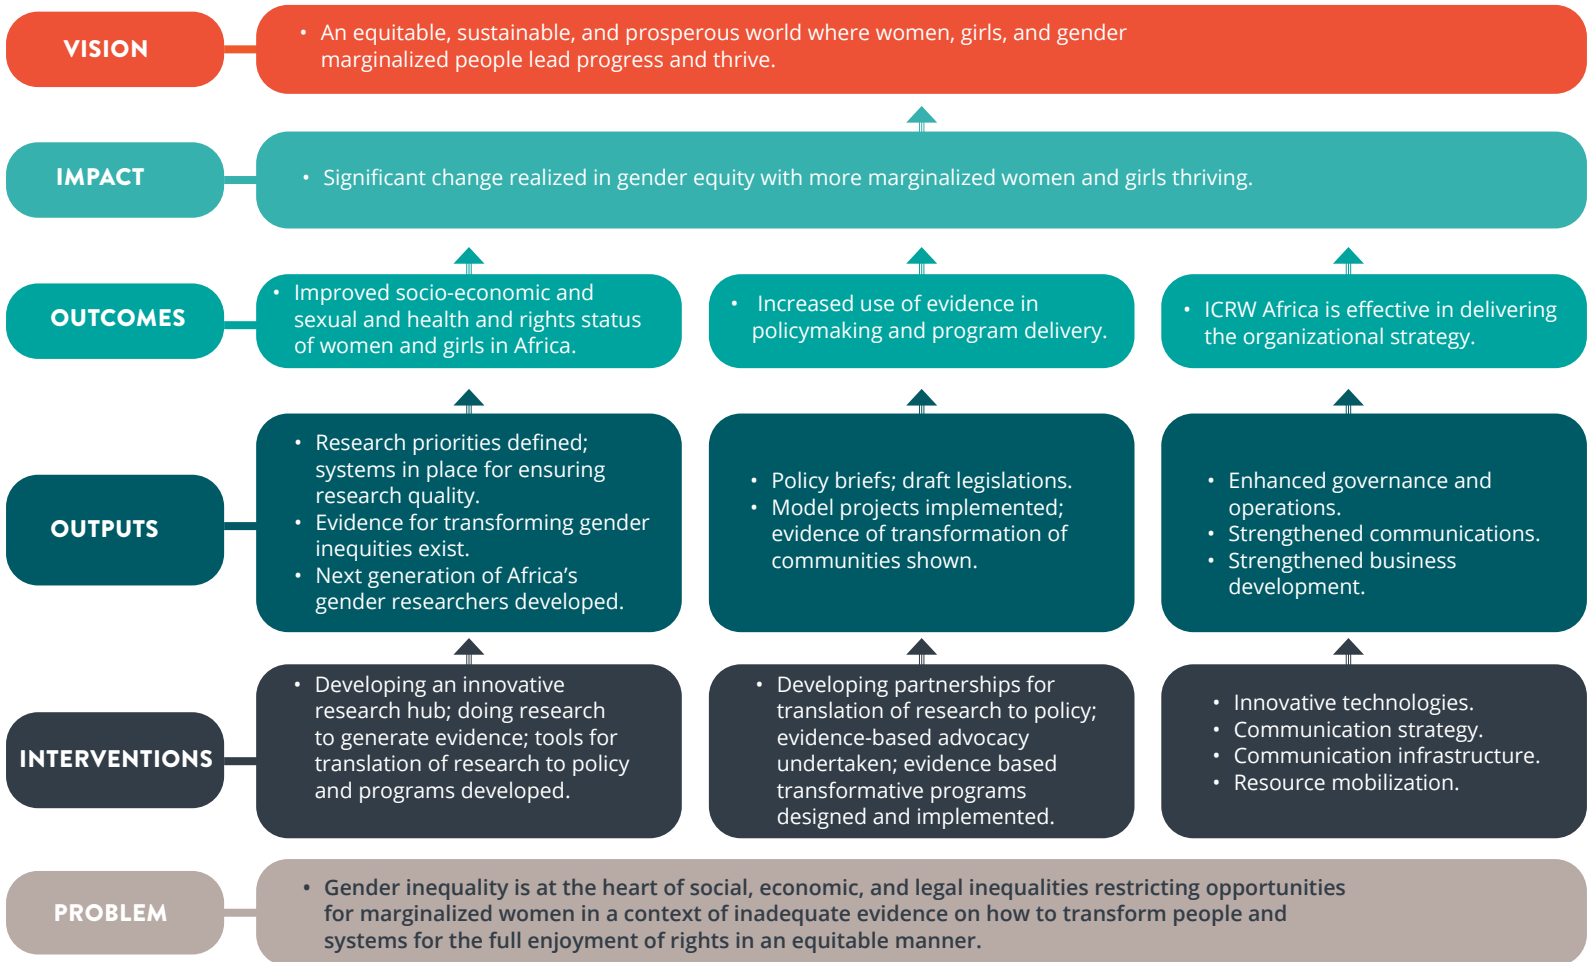 VISION
• An equitable, sustainable, and prosperous world where women, girls, and gender
marginalized people lead progress and thrive.
IMPACT
• Significant change realized in gender equity with more marginalized women and girls thriving.
OUTCOMES
• Improved socio-economic and
sexual and health and rights status
of women and girls in Africa.
• Increased use of evidence in
policymaking and program delivery.
• ICRW Africa is effective in delivering
the organizational strategy.
OUTPUTS
• Research priorities defined;
systems in place for ensuring
research quality.
• Evidence for transforming gender
inequities exist.
• Next generation of Africa’s
gender researchers developed.
• Policy briefs; draft legislations.
• Model projects implemented;
evidence of transformation of
communities shown.
• Enhanced governance and
operations.
• Strengthened communications.
• Strengthened business
development.
INTERVENTIONS
• Developing an innovative
research hub; doing research
to generate evidence; tools for
translation of research to policy
and programs developed.
• Developing partnerships for
translation of research to policy;
evidence-based advocacy
undertaken; evidence based
transformative programs
designed and implemented.
• Innovative technologies.
• Communication strategy.
• Communication infrastructure.
• Resource mobilization.
PROBLEM
• Gender inequality is at the heart of social, economic, and legal inequalities restricting opportunities
for marginalized women in a context of inadequate evidence on how to transform people and
systems for the full enjoyment of rights in an equitable manner.